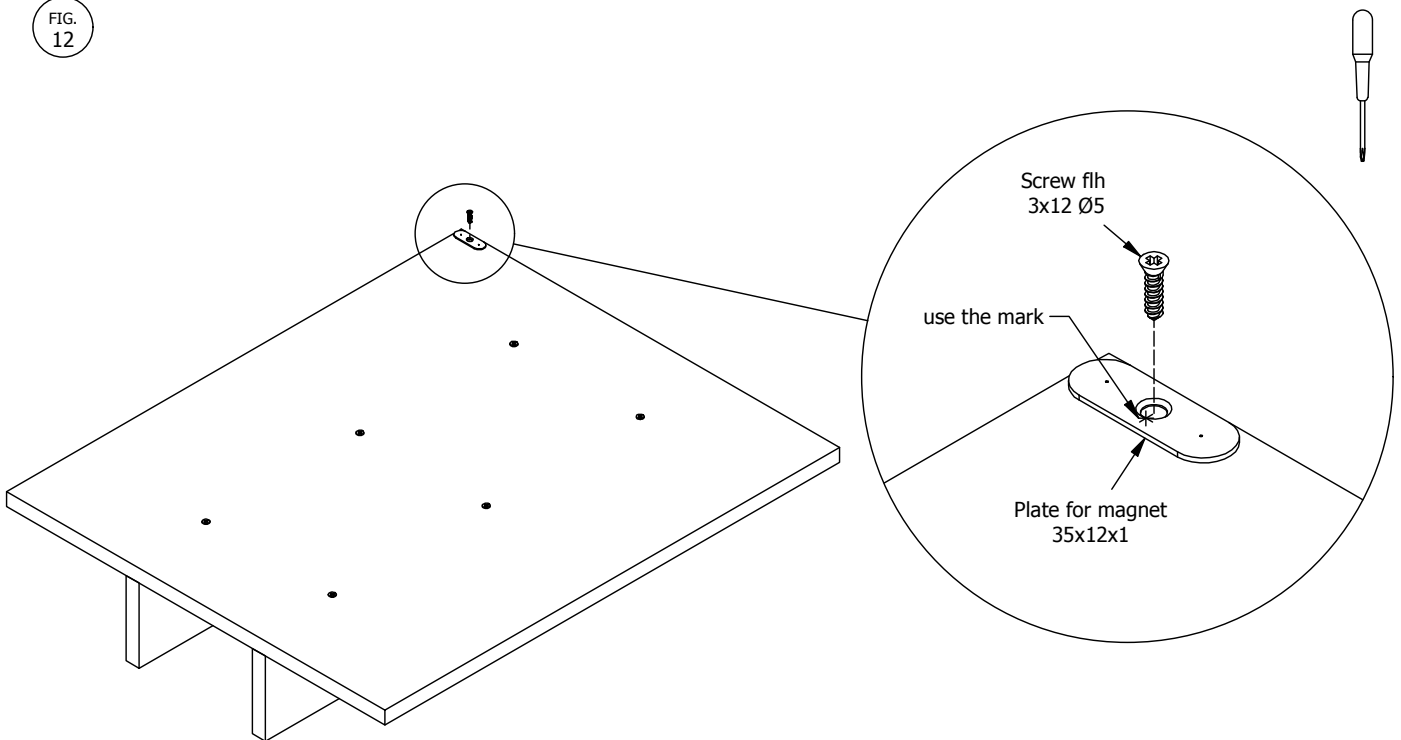 FIG.
12
Screw flh
3x12 Ø5
use the mark
Plate for magnet
35x12x1